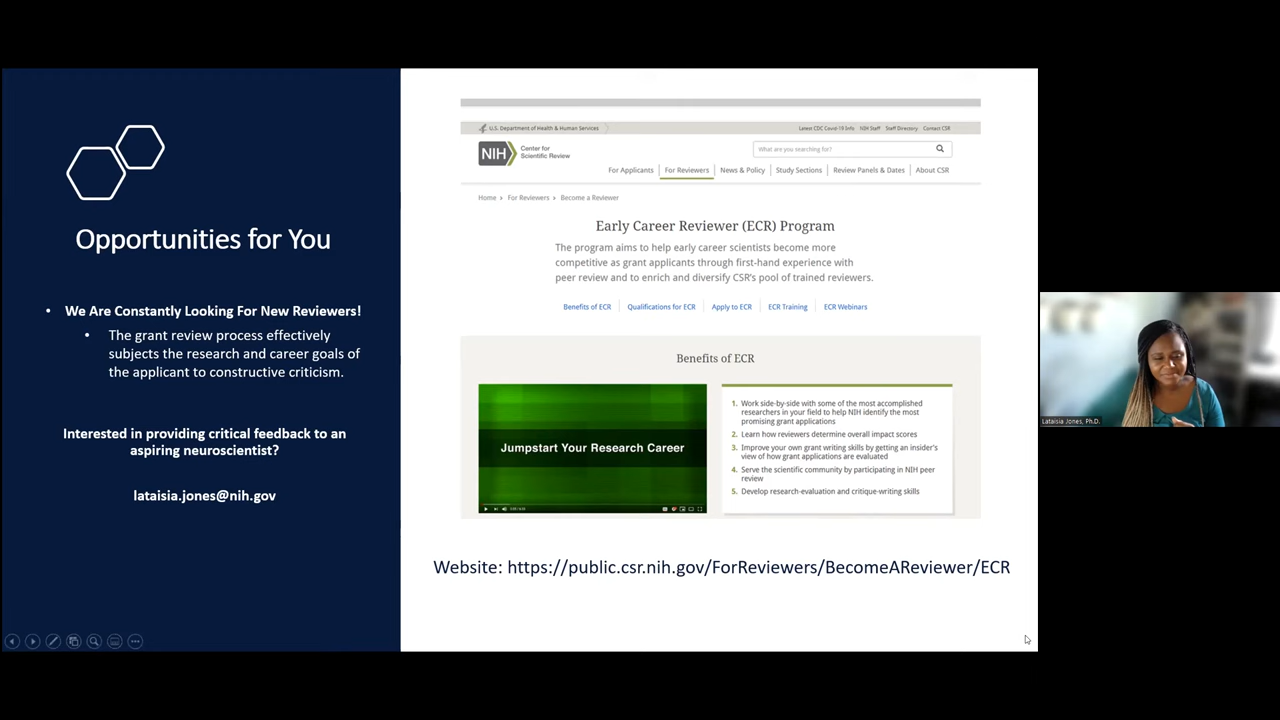 Opportunities for You
• We Are Constantly Looking For New Reviewers!
• The grant review process effectively
subjects the research and career goals of
the applicant to constructive criticism.
Interested in providing critical feedback to an
aspiring neuroscientist?
lataisia.jones@nih.gov
U.S. Department of Health & Human Services
Latest CDC Covid-19 Info NIH Staff Staff Directory Contact CSR
NIH Center for
Scientific Review
What are you searching for?
For Applicants For Reviewers News & Policy Study Sections Review Panels & Dates About CSR
Home > For Reviewers > Become a Reviewer
Early Career Reviewer (ECR) Program
The program aims to help early career scientists become more
competitive as grant applicants through first-hand experience with
peer review and to enrich and diversify CSR's pool of trained reviewers.
Benefits of ECR Qualifications for ECR Apply to ECR ECR Training ECR Webinars
Benefits of ECR
Jumpstart Your Research Career
1. Work side-by-side with some of the most accomplished
researchers in your field to help NIH identify the most
promising grant applications
2. Learn how reviewers determine overall impact scores
3. Improve your own grant writing skills by getting an insider's
view of how grant applications are evaluated
4. Serve the scientific community by participating in NIH peer
review
5. Develop research-evaluation and critique-writing skills
Website: https://public.csr.nih.gov/ForReviewers/BecomeAReviewer/ECR
Lataisia Jones, Ph.D.